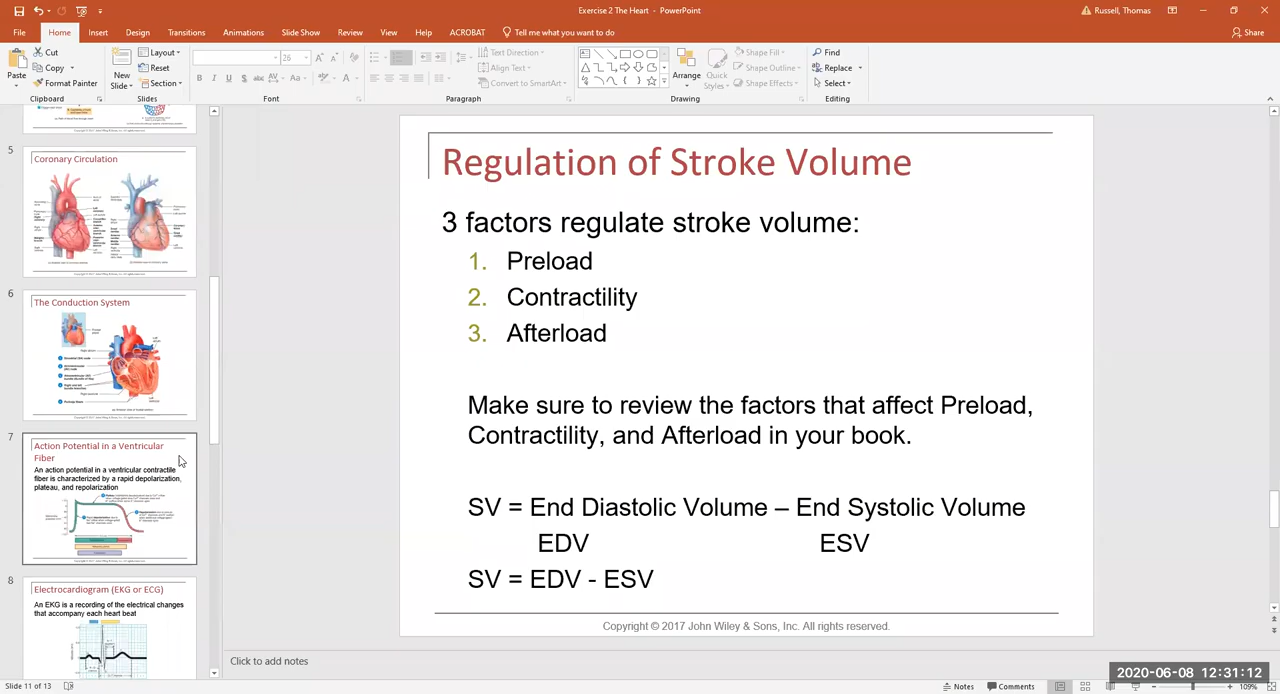 Exercise 2 The Heart - PowerPoint
Russell, Thomas
File Home Insert Design Transitions Animations Slide Show Review View Help ACROBAT Tell me what you want to do Share
Paste
Cut
Copy
Format Painter
Clipboard
New
Slide
Layout
Reset
Section
Slides
26
Font
Text Direction
Align Text
Convert to SmartArt
Paragraph
Arrange
Quick
Styles
Shape Fill
Shape Outline
Shape Effects
Drawing
Find
Replace
Select
Editing
5
Coronary Circulation
6
The Conduction System
7
Action Potential in a Ventricular
Fiber
An action potential in a ventricular contractile
fiber is characterized by a rapid depolarization,
plateau, and repolarization
8
Electrocardiogram (EKG or ECG)
An EKG is a recording of the electrical changes
that accompany each heart beat
Regulation of Stroke Volume
3 factors regulate stroke volume:
1. Preload
2. Contractility
3. Afterload
Make sure to review the factors that affect Preload,
Contractility, and Afterload in your book.
SV = End Diastolic Volume – End Systolic Volume
EDV ESV
SV = EDV - ESV
Copyright © 2017 John Wiley & Sons, Inc. All rights reserved.
Click to add notes
2020-06-08 12:31:12
Slide 11 of 13
Notes
Comments
109%